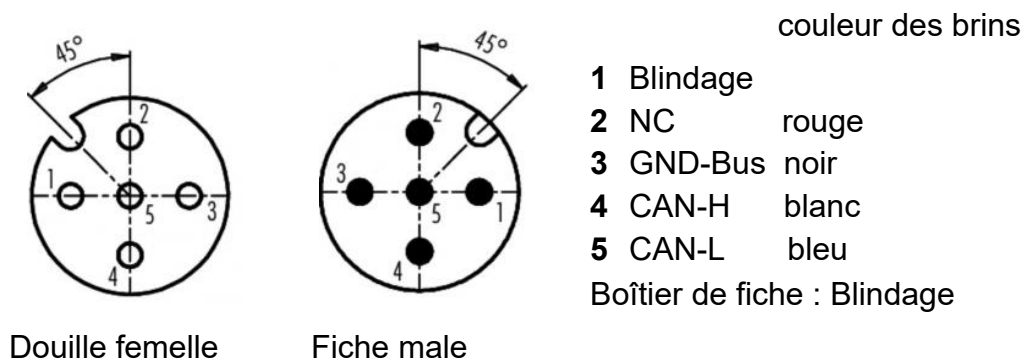 couleur des brins
45°
2
1
5
3
4
45°
2
3
5
1
4
1 Blindage
2 NC rouge
3 GND-Bus noir
4 CAN-H blanc
5 CAN-L bleu
Boîtier de fiche : Blindage
Douille femelle
Fiche male